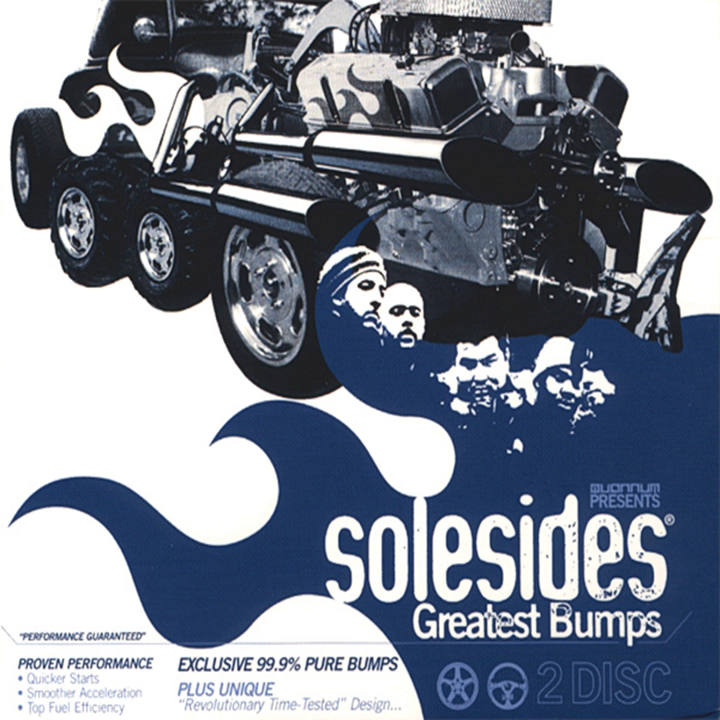 QUANNUM
PRESENTS
solesides®
Greatest Bumps
"PERFORMANCE GUARANTEED"
PROVEN PERFORMANCE
• Quicker Starts
• Smoother Acceleration
• Top Fuel Efficiency
EXCLUSIVE 99.9% PURE BUMPS
PLUS UNIQUE
"Revolutionary Time-Tested" Design...
2 DISC